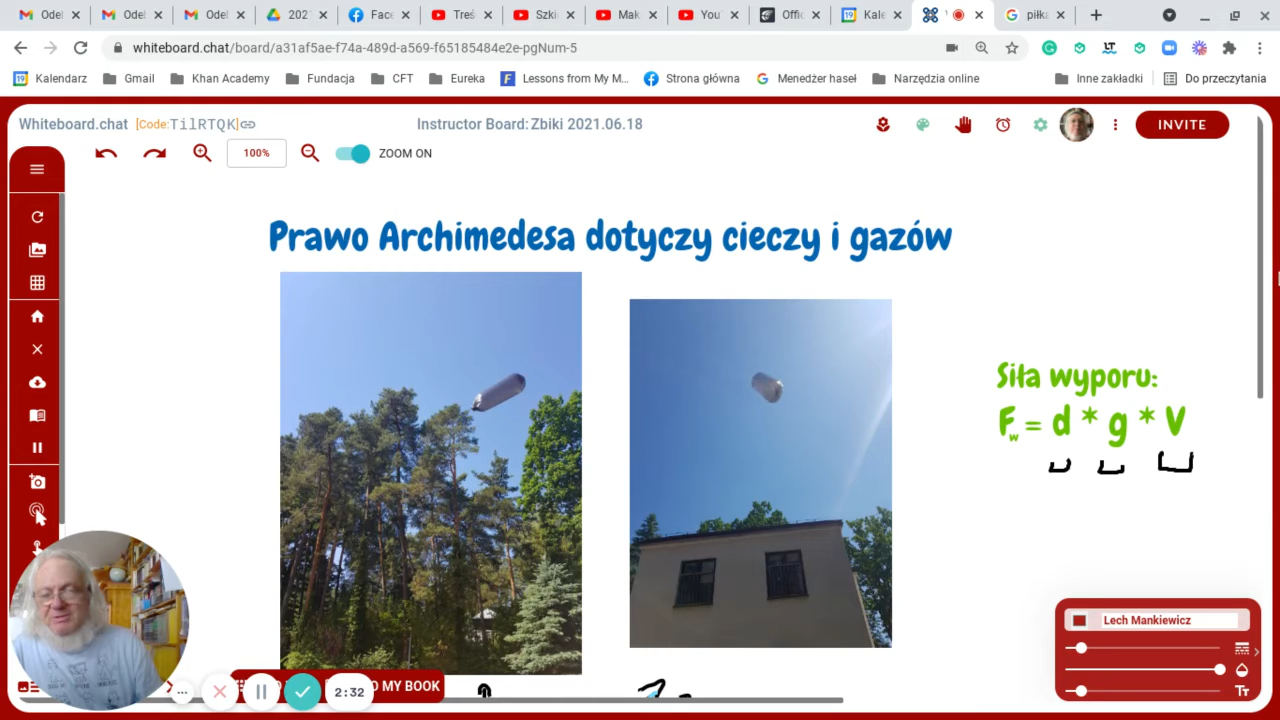 Odel
Odel
Odel
2021
Face
Treś
Szki
Mak
You
Offic
Kale
piłka
whiteboard.chat/board/a31af5ae-f74a-489d-a569-f65185484e2e-pgNum-5
Kalendarz
Gmail
Khan Academy
Fundacja
CFT
Eureka
Lessons from My M...
Strona główna
Menedżer haseł
Narzędzia online
Inne zakładki
Do przeczytania
Whiteboard.chat [Code:TilRTQK]
Instructor Board: Zbiki 2021.06.18
INVITE
100%
ZOOM ON
Prawo Archimedesa dotyczy cieczy i gazów
Siła wyporu:
Fw = d * g * V
Lech Mankiewicz
O MY BOOK
2:32